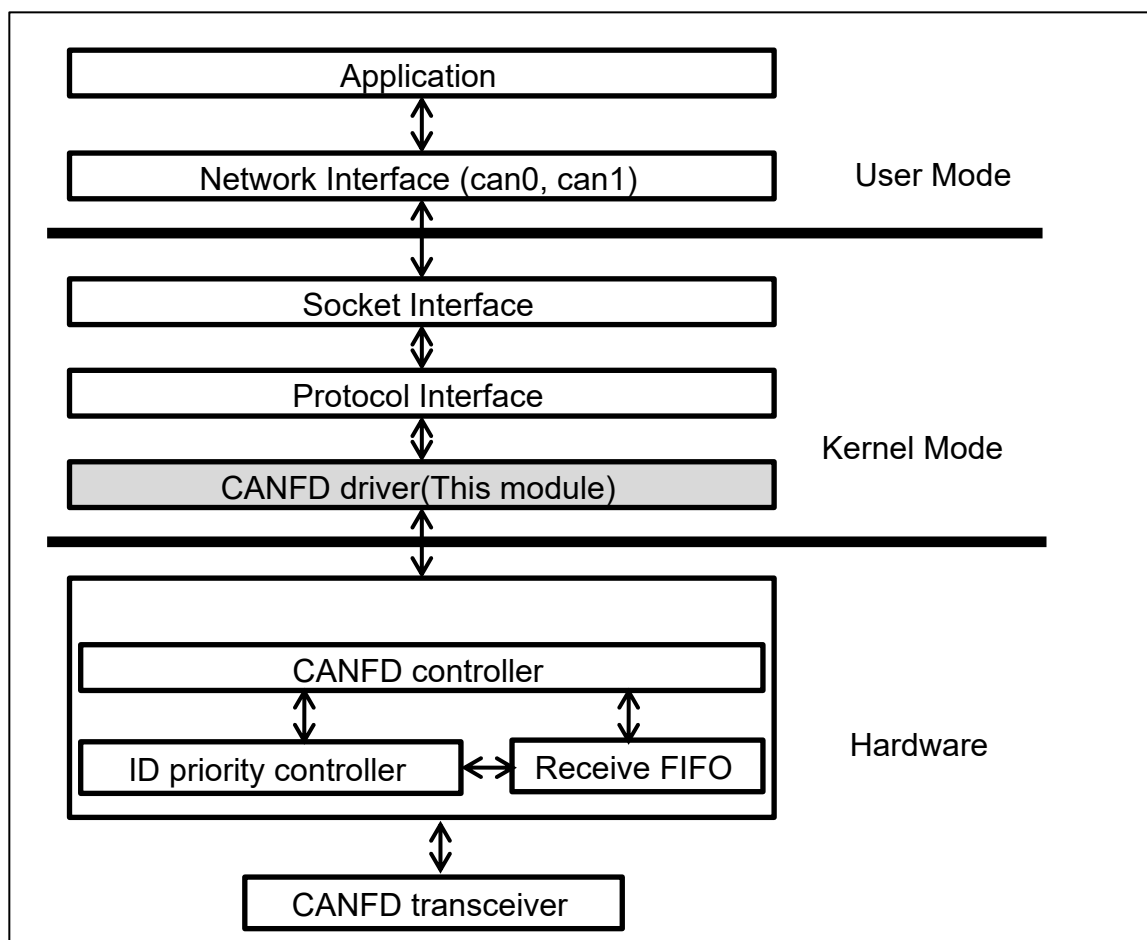 Application
Network Interface (can0, can1)
User Mode
Socket Interface
Protocol Interface
Kernel Mode
CANFD driver(This module)
CANFD controller
Hardware
ID priority controller
Receive FIFO
CANFD transceiver